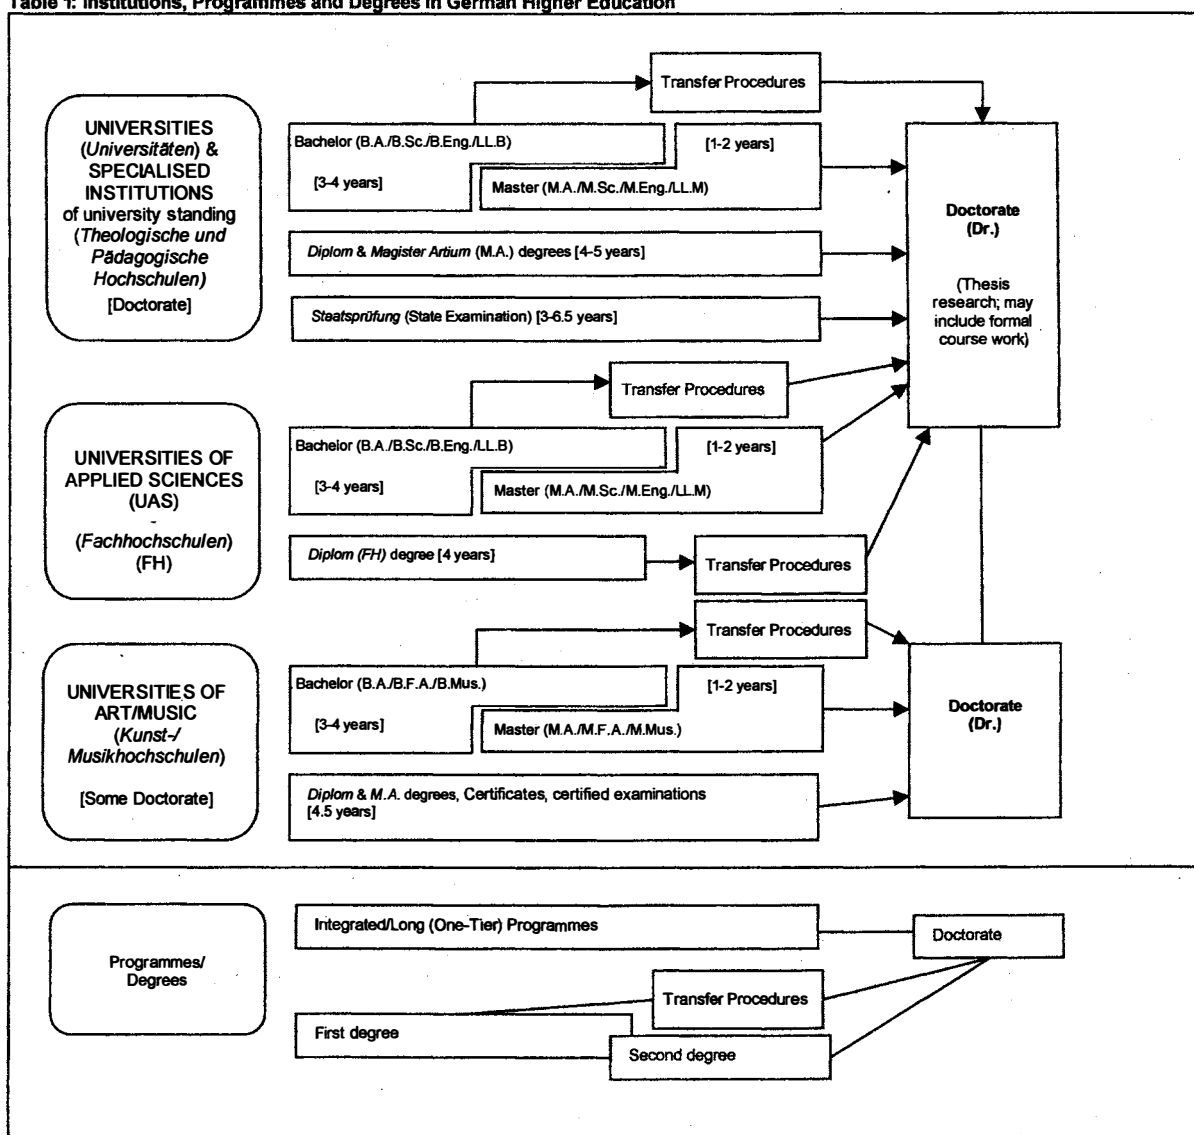 Table 1: Institutions, Programmes and Degrees in German Higher Education
UNIVERSITIES
(Universitäten) &
SPECIALISED
INSTITUTIONS
of university standing
(Theologische und
Pädagogische
Hochschulen)
[Doctorate]
Transfer Procedures
Bachelor (B.A./B.Sc./B.Eng./LL.B)
[3-4 years]
[1-2 years]
Master (M.A./M.Sc./M.Eng./LL.M)
Diplom & Magister Artium (M.A.) degrees [4-5 years]
Staatsprüfung (State Examination) [3-6.5 years]
Doctorate
(Dr.)
(Thesis
research; may
include formal
course work)
UNIVERSITIES OF
APPLIED SCIENCES
(UAS)
-
(Fachhochschulen)
(FH)
Transfer Procedures
Bachelor (B.A./B.Sc./B.Eng./LL.B)
[3-4 years]
[1-2 years]
Master (M.A./M.Sc./M.Eng./LL.M)
Diplom (FH) degree [4 years]
Transfer Procedures
UNIVERSITIES OF
ART/MUSIC
(Kunst-/
Musikhochschulen)
[Some Doctorate]
Transfer Procedures
Bachelor (B.A./B.F.A./B.Mus.)
[3-4 years]
[1-2 years]
Master (M.A./M.F.A./M.Mus.)
Diplom & M.A. degrees, Certificates, certified examinations
[4.5 years]
Doctorate
(Dr.)
Programmes/
Degrees
Integrated/Long (One-Tier) Programmes
Doctorate
Transfer Procedures
First degree
Second degree